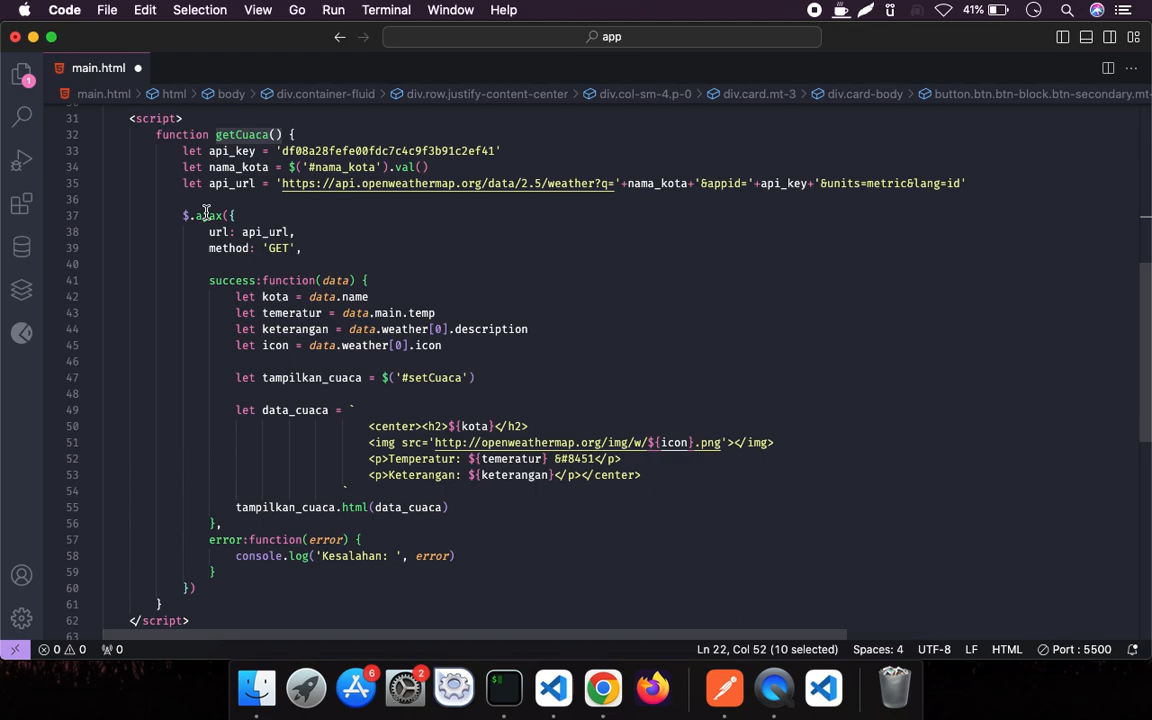 Code File Edit Selection View Go Run Terminal Window Help 41%
app
1 main.html
main.html > html > body > div.container-fluid > div.row.justify-content-center > div.col-sm-4.p-0 > div.card.mt-3 > div.card-body > button.btn.btn-block.btn-secondary.mt-
31 <script>
32 function getCuaca() {
33 let api_key = 'df08a28fefe00fdc7c4c9f3b91c2ef41'
34 let nama_kota = $('#nama_kota').val()
35 let api_url = 'https://api.openweathermap.org/data/2.5/weather?q='+nama_kota+'&appid='+api_key+'&units=metric&lang=id'
36
37 $.ajax({
38 url: api_url,
39 method: 'GET',
40
41 success:function(data) {
42 let kota = data.name
43 let temeratur = data.main.temp
44 let keterangan = data.weather[0].description
45 let icon = data.weather[0].icon
46
47 let tampilkan_cuaca = $('#setCuaca')
48
49 let data_cuaca = `
50 <center><h2>${kota}</h2>
51 <img src='http://openweathermap.org/img/w/${icon}.png'></img>
52 <p>Temperatur: ${temeratur} &#8451</p>
53 <p>Keterangan: ${keterangan}</p></center>
54 `
55 tampilkan_cuaca.html(data_cuaca)
56 },
57 error:function(error) {
58 console.log('Kesalahan: ', error)
59 }
60 })
61 }
62 </script>
63
0 0 0 Ln 22, Col 52 (10 selected) Spaces: 4 UTF-8 LF HTML Port : 5500
6 2